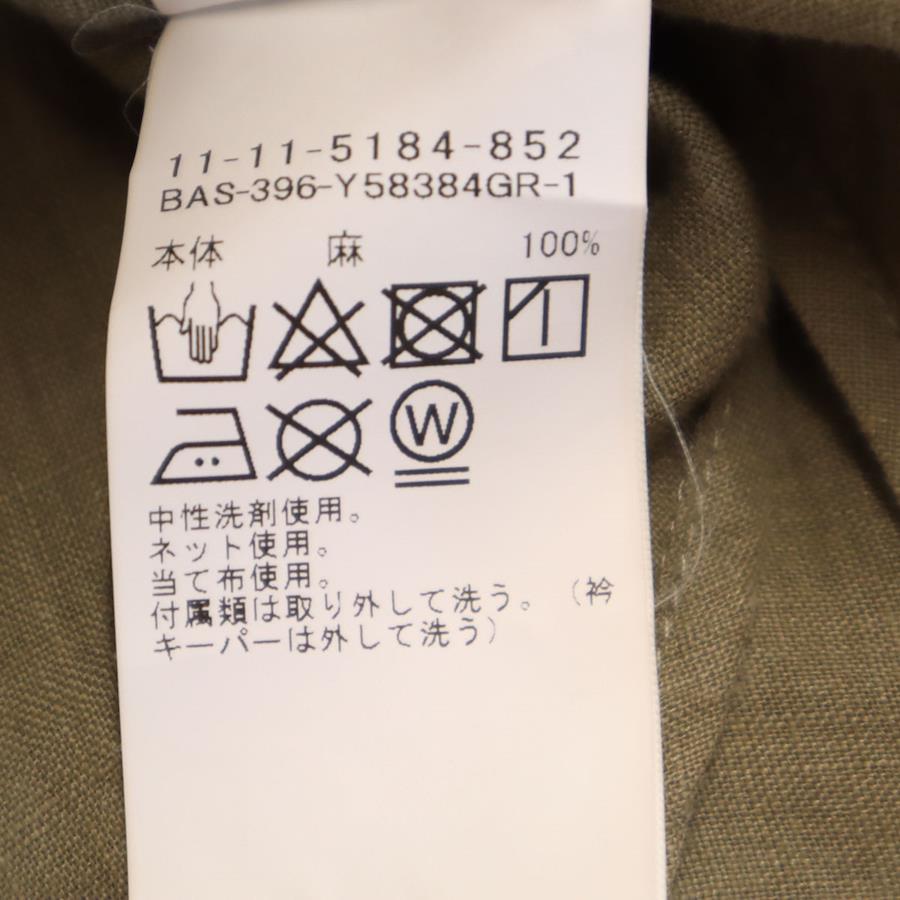 11-11-5184-852
BAS-396-Y58384GR-1
本体 麻 100%
W
中性洗剤使用。
ネット使用。
当て布使用。
付属類は取り外して洗う。(衿
キーパーは外して洗う)